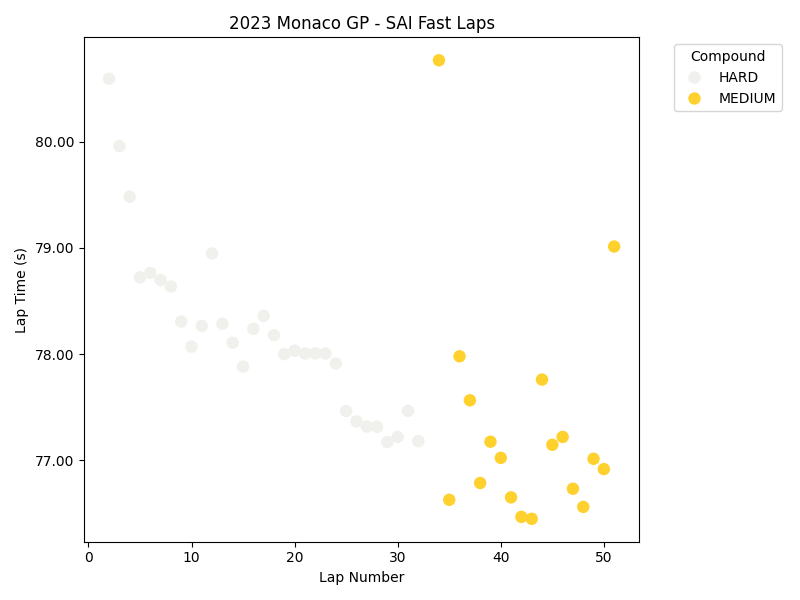 2023 Monaco GP - SAI Fast Laps
Compound
HARD
MEDIUM
80.00
79.00
78.00
77.00
Lap Time (s)
0 10 20 30 40 50
Lap Number